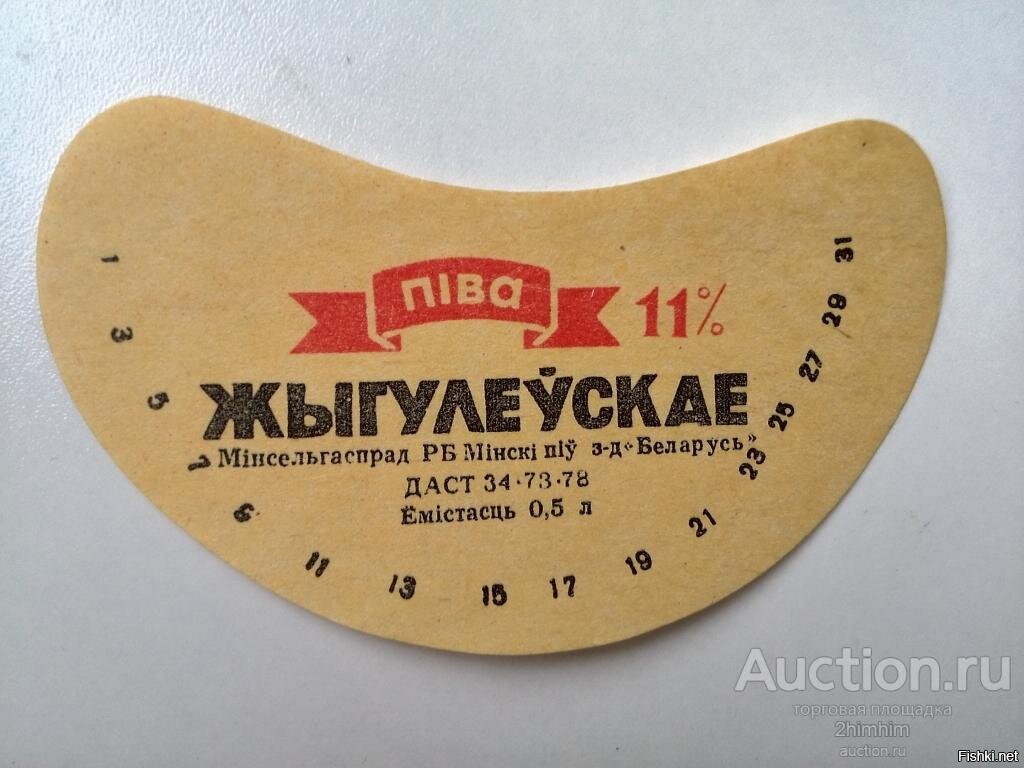 піва 11%
ЖЫГУЛЕЎСКАЕ
Мінсельгаспрад РБ Мінскі піў з-д «Беларусь»
ДАСТ 34·73-78
Ёмістасць 0,5 л
1 3 5 7 9 11 13 15 17 19 21 23 25 27 29 31
Auction.ru
торговая площадка
2himhim
auction.ru
Fishki.net